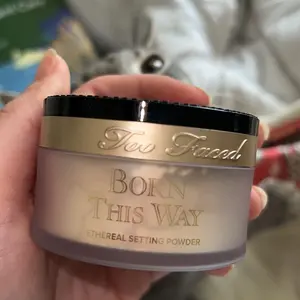 Too Faced
BORN
THIS WAY
ETHEREAL SETTING POWDER